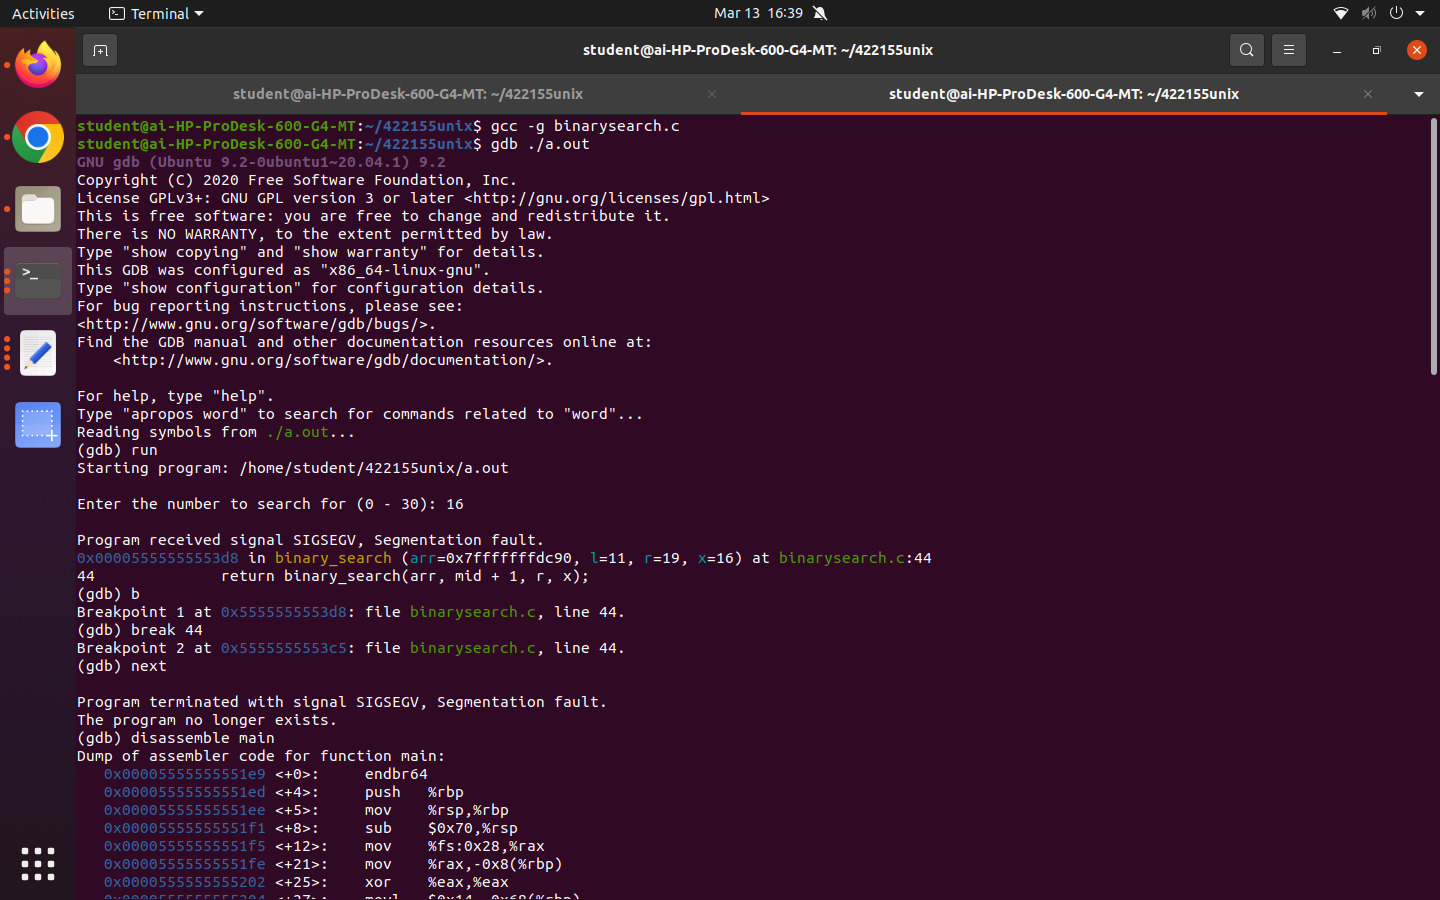 Activities
Terminal
Mar 13 16:39
student@ai-HP-ProDesk-600-G4-MT: ~/422155unix
student@ai-HP-ProDesk-600-G4-MT: ~/422155unix
student@ai-HP-ProDesk-600-G4-MT: ~/422155unix
student@ai-HP-ProDesk-600-G4-MT:~/422155unix$ gcc -g binarysearch.c
student@ai-HP-ProDesk-600-G4-MT:~/422155unix$ gdb ./a.out
GNU gdb (Ubuntu 9.2-0ubuntu1~20.04.1) 9.2
Copyright (C) 2020 Free Software Foundation, Inc.
License GPLv3+: GNU GPL version 3 or later <http://gnu.org/licenses/gpl.html>
This is free software: you are free to change and redistribute it.
There is NO WARRANTY, to the extent permitted by law.
Type "show copying" and "show warranty" for details.
This GDB was configured as "x86_64-linux-gnu".
Type "show configuration" for configuration details.
For bug reporting instructions, please see:
<http://www.gnu.org/software/gdb/bugs/>.
Find the GDB manual and other documentation resources online at:
    <http://www.gnu.org/software/gdb/documentation/>.
For help, type "help".
Type "apropos word" to search for commands related to "word"...
Reading symbols from ./a.out...
(gdb) run
Starting program: /home/student/422155unix/a.out
Enter the number to search for (0 - 30): 16
Program received signal SIGSEGV, Segmentation fault.
0x00005555555553d8 in binary_search (arr=0x7fffffffdc90, l=11, r=19, x=16) at binarysearch.c:44
44              return binary_search(arr, mid + 1, r, x);
(gdb) b
Breakpoint 1 at 0x5555555553d8: file binarysearch.c, line 44.
(gdb) break 44
Breakpoint 2 at 0x5555555553c5: file binarysearch.c, line 44.
(gdb) next
Program terminated with signal SIGSEGV, Segmentation fault.
The program no longer exists.
(gdb) disassemble main
Dump of assembler code for function main:
   0x00005555555551e9 <+0>:     endbr64
   0x00005555555551ed <+4>:     push   %rbp
   0x00005555555551ee <+5>:     mov    %rsp,%rbp
   0x00005555555551f1 <+8>:     sub    $0x70,%rsp
   0x00005555555551f5 <+12>:    mov    %fs:0x28,%rax
   0x00005555555551fe <+21>:    mov    %rax,-0x8(%rbp)
   0x0000555555555202 <+25>:    xor    %eax,%eax
   0x0000555555555204 <+27>:    movl   $0x14,-0x68(%rbp)